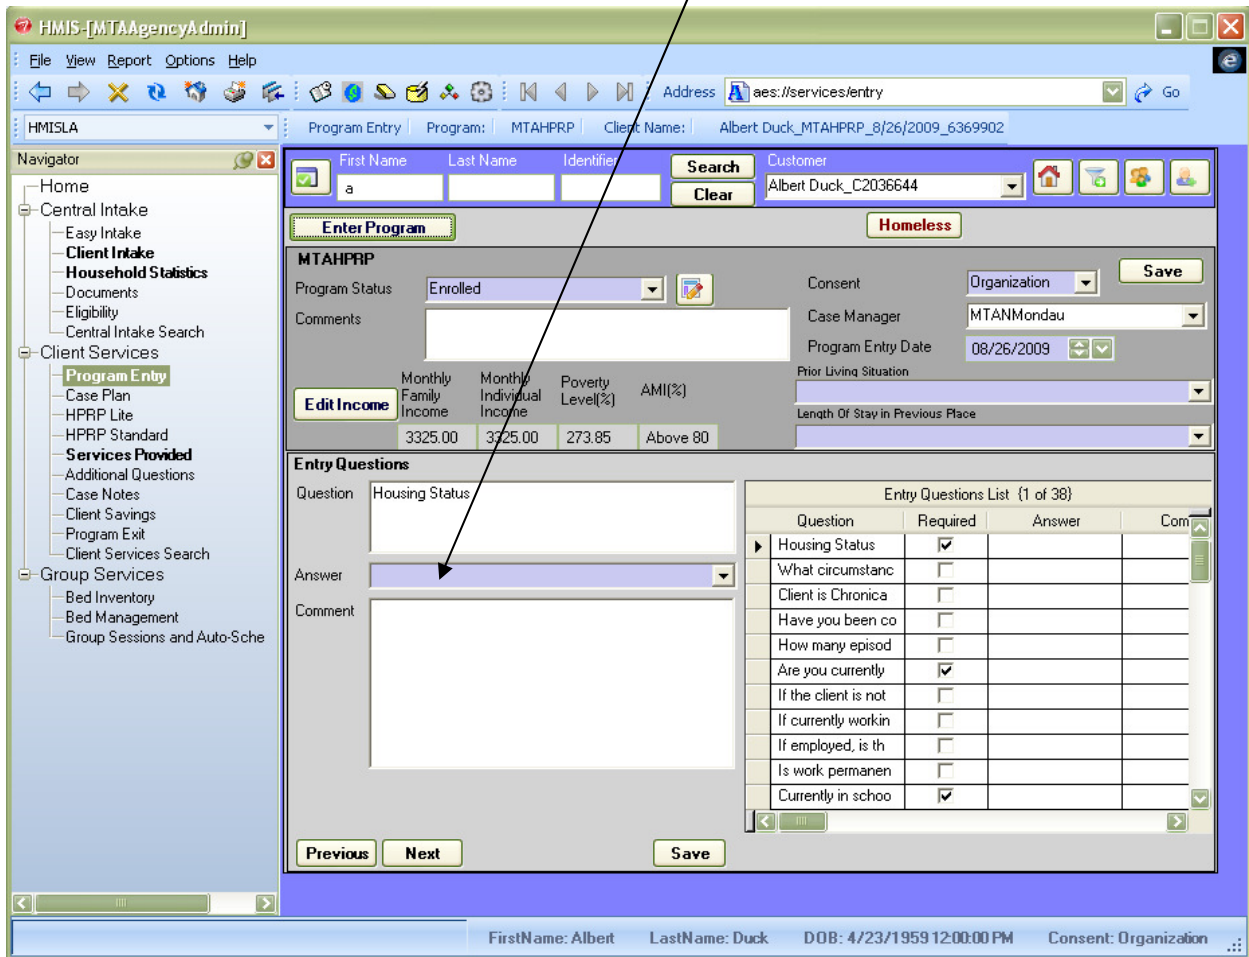 HMIS-[MTAAgencyAdmin]
File View Report Options Help
Address aes://services/entry Go
HMISLA Program Entry Program: MTAHPRP Client Name: Albert Duck_MTAHPRP_8/26/2009_6369902
Navigator
Home
Central Intake
Easy Intake
Client Intake
Household Statistics
Documents
Eligibility
Central Intake Search
Client Services
Program Entry
Case Plan
HPRP Lite
HPRP Standard
Services Provided
Additional Questions
Case Notes
Client Savings
Program Exit
Client Services Search
Group Services
Bed Inventory
Bed Management
Group Sessions and Auto-Sche
First Name Last Name Identifier Search Customer
a Clear Albert Duck_C2036644
Enter Program Homeless
MTAHPRP
Program Status Enrolled
Comments
Consent Organization Save
Case Manager MTANMondau
Program Entry Date 08/26/2009
Prior Living Situation
Length Of Stay in Previous Place
Edit Income
Monthly Family Income
Monthly Individual Income
Poverty Level(%)
AMI(%)
3325.00 3325.00 273.85 Above 80
Entry Questions
Question Housing Status
Answer
Comment
Previous Next Save
Entry Questions List {1 of 38}
Question Required Answer Com
Housing Status
What circumstanc
Client is Chronica
Have you been co
How many episod
Are you currently
If the client is not
If currently workin
If employed, is th
Is work permanen
Currently in schoo
FirstName: Albert LastName: Duck DOB: 4/23/1959 12:00:00 PM Consent: Organization